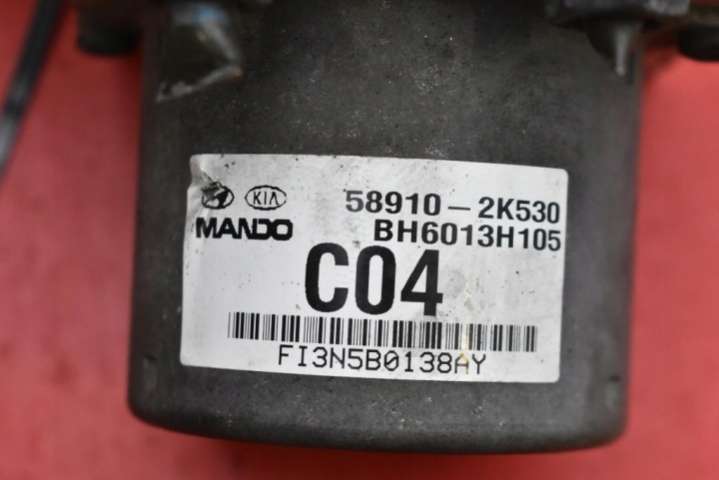 KIA 58910-2K530
MANDO BH6013H105
C04
FI3N5B0138AY